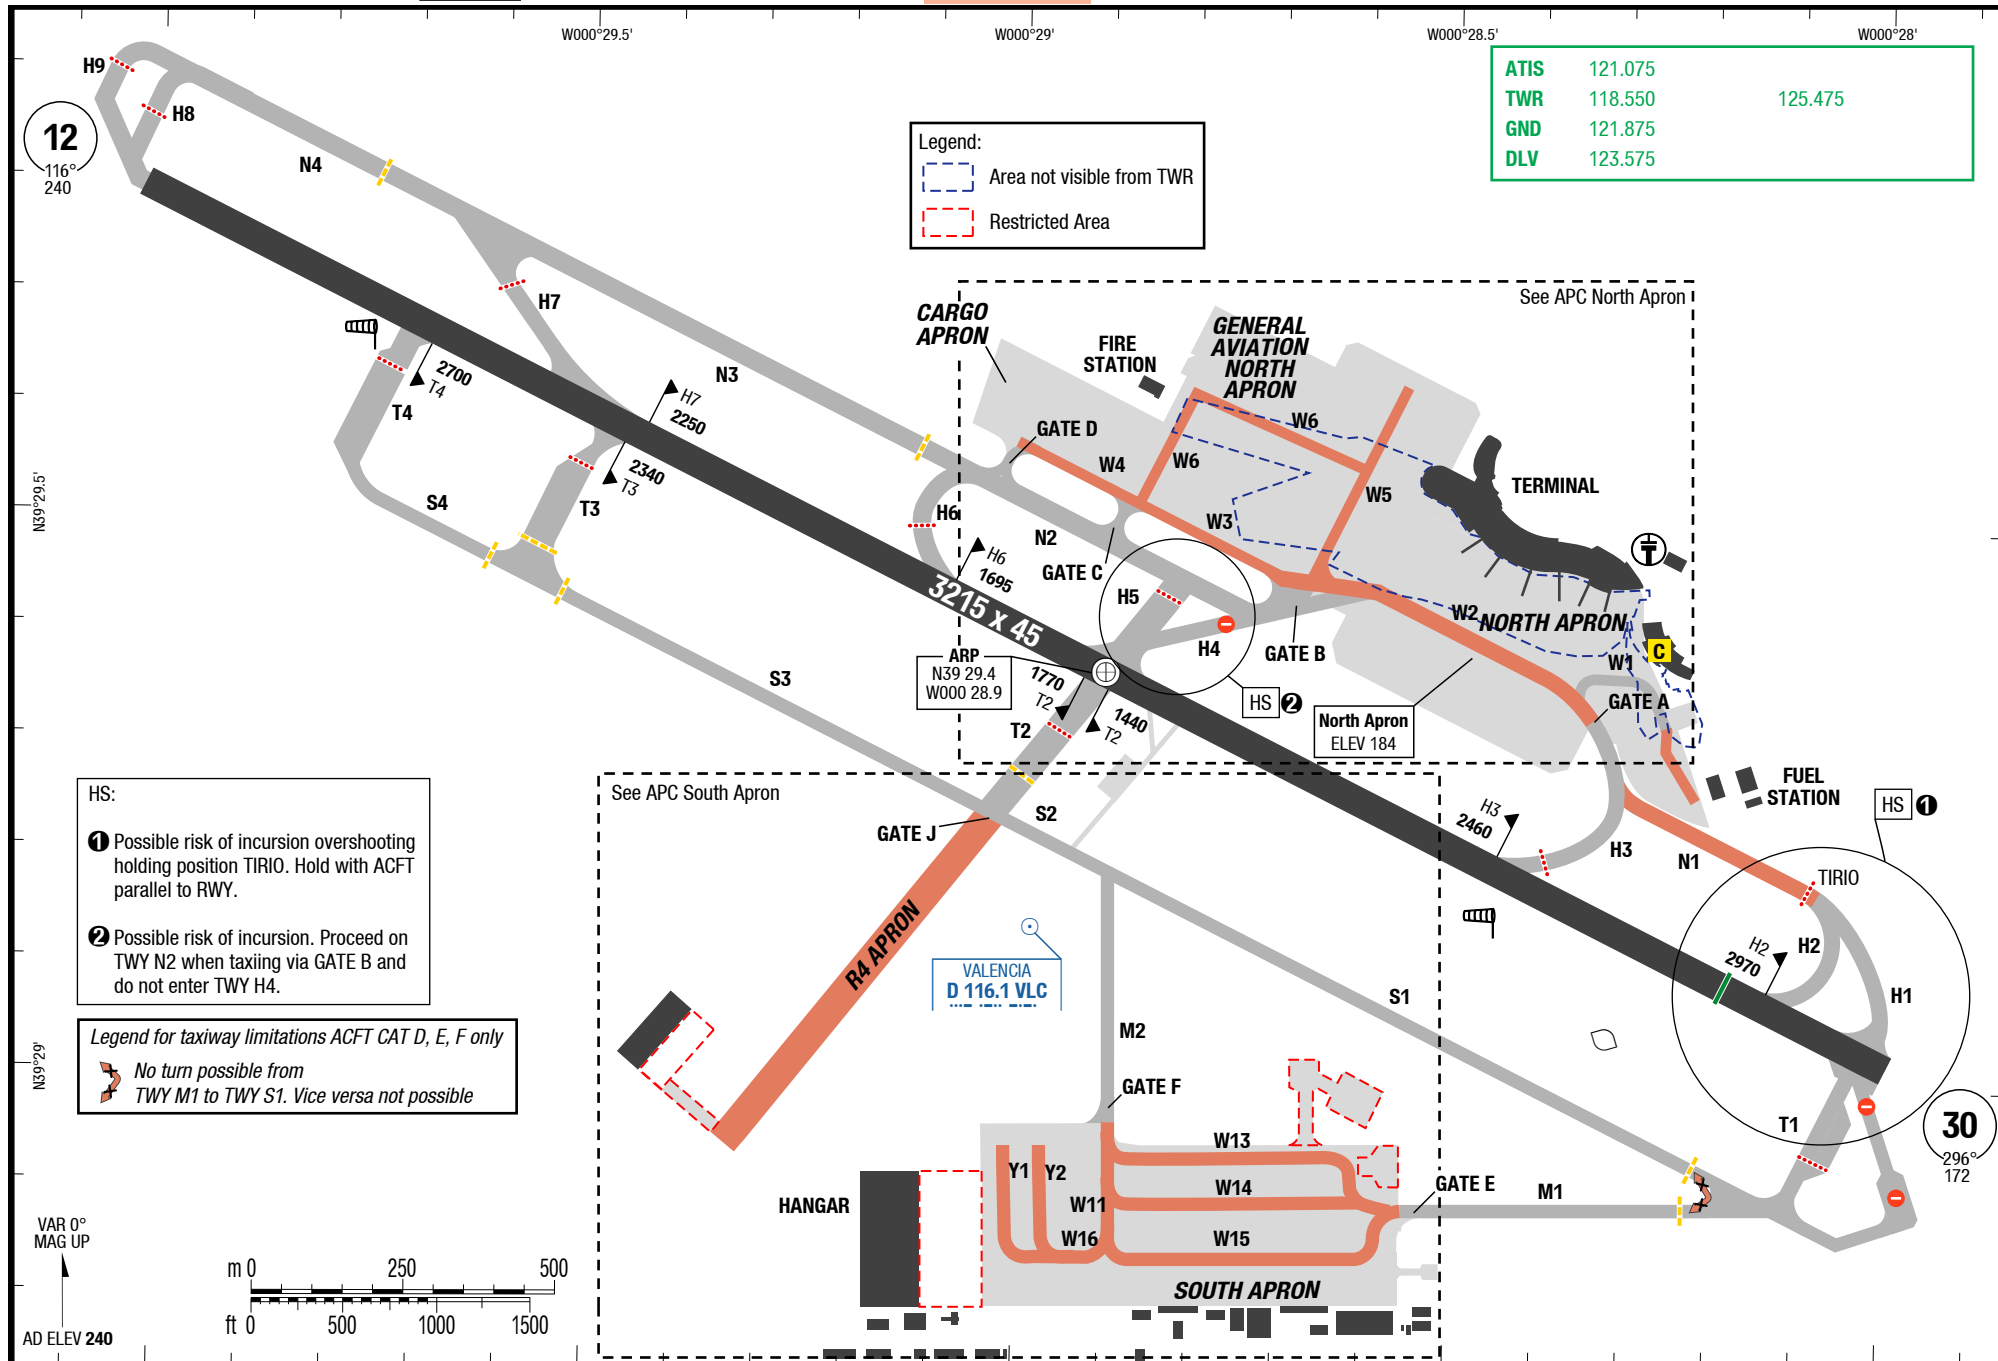 W000°29.5'
W000°29'
W000°28.5'
W000°28'
ATIS 121.075
TWR 118.550 125.475
GND 121.875
DLV 123.575
H9
H8
12
116°
240
N4
Legend:
Area not visible from TWR
Restricted Area
H7
See APC North Apron
CARGO
APRON
FIRE
STATION
GENERAL
AVIATION
NORTH
APRON
2700
T4
T4
N3
H7
2250
GATE D
W6
W4
W6
W5
TERMINAL
N39°29.5'
2340
T3
T3
S4
H6
W3
N2
H6
1695
GATE C
T
3215 x 45
H5
W2
NORTH APRON
C
W1
ARP
N39 29.4
W000 28.9
H4
GATE B
S3
1770
T2
1440
T2
T2
HS 2
North Apron
ELEV 184
GATE A
HS:
1 Possible risk of incursion overshooting
holding position TIRIO. Hold with ACFT
parallel to RWY.
2 Possible risk of incursion. Proceed on
TWY N2 when taxiing via GATE B and
do not enter TWY H4.
See APC South Apron
S2
GATE J
FUEL
STATION
HS 1
H3
2460
H3
N1
TIRIO
R4 APRON
VALENCIA
D 116.1 VLC
H2
2970
H2
H1
S1
M2
Legend for taxiway limitations ACFT CAT D, E, F only
No turn possible from
TWY M1 to TWY S1. Vice versa not possible
N39°29'
GATE F
T1
30
296°
172
W13
Y1
Y2
W14
W11
GATE E
M1
HANGAR
W16
W15
SOUTH APRON
VAR 0°
MAG UP
m 0 250 500
ft 0 500 1000 1500
AD ELEV 240